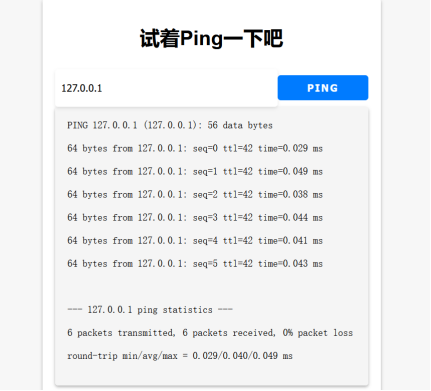 试着Ping一下吧
127.0.0.1
PING
PING 127.0.0.1 (127.0.0.1): 56 data bytes
64 bytes from 127.0.0.1: seq=0 ttl=42 time=0.029 ms
64 bytes from 127.0.0.1: seq=1 ttl=42 time=0.049 ms
64 bytes from 127.0.0.1: seq=2 ttl=42 time=0.038 ms
64 bytes from 127.0.0.1: seq=3 ttl=42 time=0.044 ms
64 bytes from 127.0.0.1: seq=4 ttl=42 time=0.041 ms
64 bytes from 127.0.0.1: seq=5 ttl=42 time=0.043 ms
--- 127.0.0.1 ping statistics ---
6 packets transmitted, 6 packets received, 0% packet loss
round-trip min/avg/max = 0.029/0.040/0.049 ms